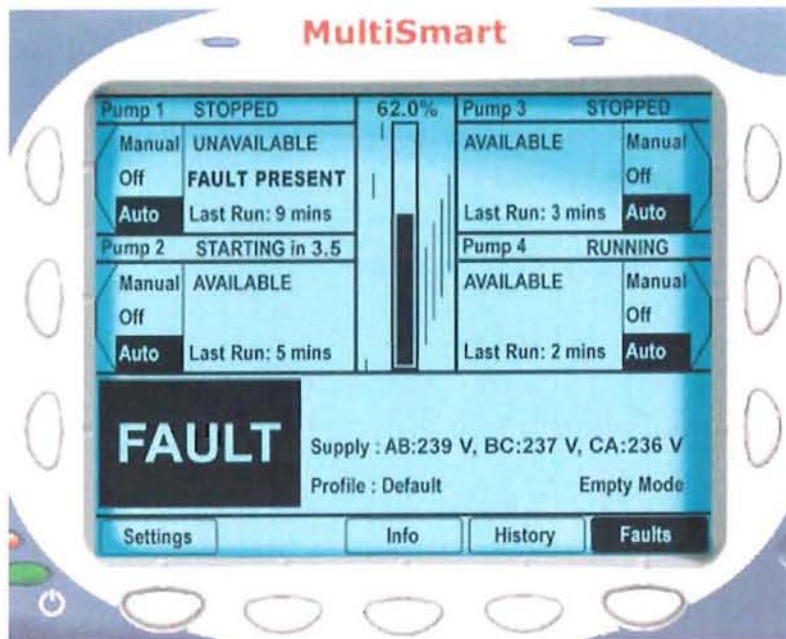 MultiSmart
Pump 1 STOPPED
Manual UNAVAILABLE
Off FAULT PRESENT
Auto Last Run: 9 mins
Pump 2 STARTING in 3.5
Manual AVAILABLE
Off
Auto Last Run: 5 mins
62.0%
Pump 3 STOPPED
AVAILABLE Manual
Off
Last Run: 3 mins Auto
Pump 4 RUNNING
AVAILABLE Manual
Off
Last Run: 2 mins Auto
FAULT
Supply : AB:239 V, BC:237 V, CA:236 V
Profile : Default Empty Mode
Settings Info History Faults